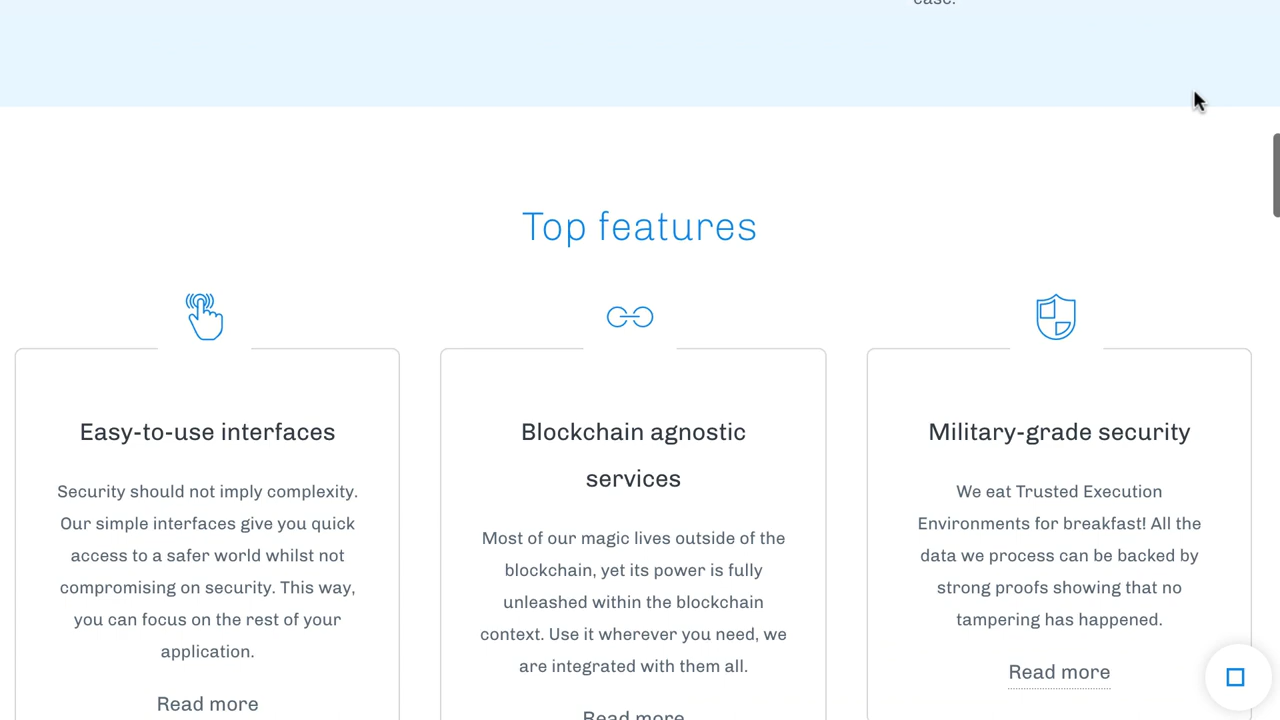 ease.
Top features
Easy-to-use interfaces
Security should not imply complexity.
Our simple interfaces give you quick
access to a safer world whilst not
compromising on security. This way,
you can focus on the rest of your
application.
Read more
Blockchain agnostic
services
Most of our magic lives outside of the
blockchain, yet its power is fully
unleashed within the blockchain
context. Use it wherever you need, we
are integrated with them all.
Read more
Military-grade security
We eat Trusted Execution
Environments for breakfast! All the
data we process can be backed by
strong proofs showing that no
tampering has happened.
Read more